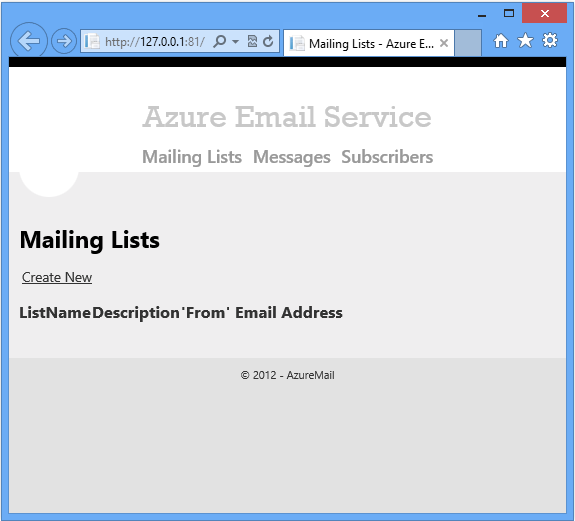 http://127.0.0.1:81/
Mailing Lists - Azure E...
Azure Email Service
Mailing Lists Messages Subscribers
Mailing Lists
Create New
ListName Description 'From' Email Address
© 2012 - AzureMail